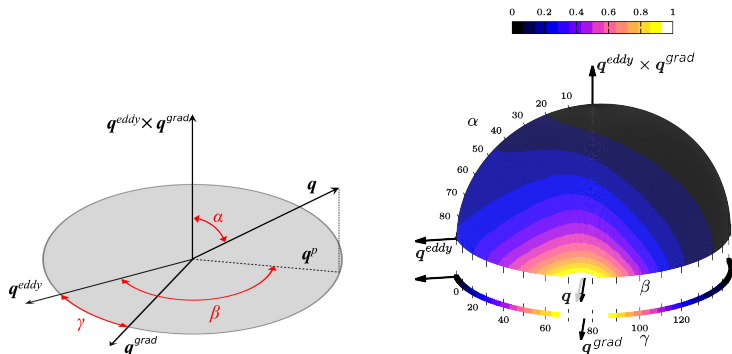 0 0.2 0.4 0.6 0.8 1
q^eddy × q^grad
10
20
30
40
50
60
70
80
α
q^eddy × q^grad
q
α
q^p
q^eddy
β
γ
q^grad
q^eddy
q
β
0 20 40 60 80 100 120
q^grad
γ